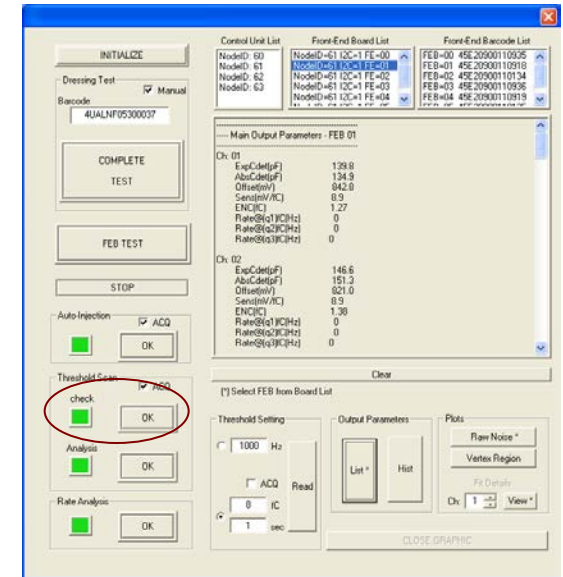 Control Unit List
Front-End Board List
Front-End Barcode List
INITIALIZE
NodeID: 60
NodeID: 61
NodeID: 62
NodeID: 63
NodeID=61 I2C=1 FE=00
NodeID=61 I2C=1 FE=01
NodeID=61 I2C=1 FE=02
NodeID=61 I2C=1 FE=03
NodeID=61 I2C=1 FE=04
FEB=00 45E20900110935
FEB=01 45E20900110918
FEB=02 45E20900110134
FEB=03 45E20900110936
FEB=04 45E20900110919
Dressing Test
Manual
Barcode
4UALNF05300037
COMPLETE
TEST
FEB TEST
STOP
---- Main Output Parameters - FEB 01
Ch: 01
ExpCdet(pF) 139.8
AbsCdet(pF) 134.9
Offset(mV) 842.8
Sens(mV/fC) 8.9
ENC(fC) 1.27
Rate@(q1)fC(Hz) 0
Rate@(q2)fC(Hz) 0
Rate@(q3)fC(Hz) 0
Ch: 02
ExpCdet(pF) 146.6
AbsCdet(pF) 151.3
Offset(mV) 821.0
Sens(mV/fC) 8.9
ENC(fC) 1.38
Rate@(q1)fC(Hz) 0
Rate@(q2)fC(Hz) 0
Rate@(q3)fC(Hz) 0
Auto-Injection
ACQ
OK
Clear
(*) Select FEB from Board List
Threshold Scan
ACQ
check
OK
Analysis
OK
Rate Analysis
OK
Threshold Setting
1000 Hz
ACQ
Read
8 fC
1 sec
Output Parameters
List *
Hist
Plots
Raw Noise *
Vertex Region
Fit Details
Ch: 1 View *
CLOSE GRAPHIC